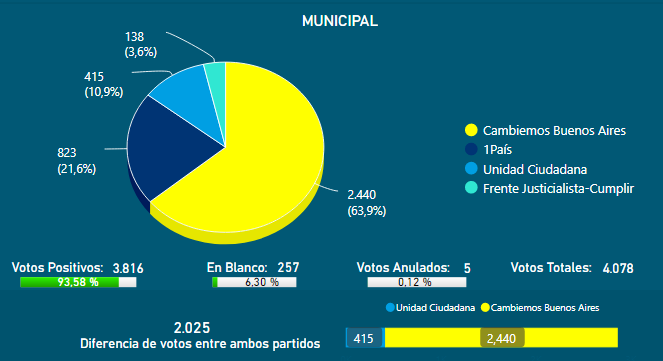 MUNICIPAL
138
(3,6%)
415
(10,9%)
823
(21,6%)
2.440
(63,9%)
Cambiemos Buenos Aires
1País
Unidad Ciudadana
Frente Justicialista-Cumplir
Votos Positivos: 3.816
93,58 %
En Blanco: 257
6,30 %
Votos Anulados: 5
0,12 %
Votos Totales: 4.078
Unidad Ciudadana Cambiemos Buenos Aires
2.025
Diferencia de votos entre ambos partidos
415 2,440